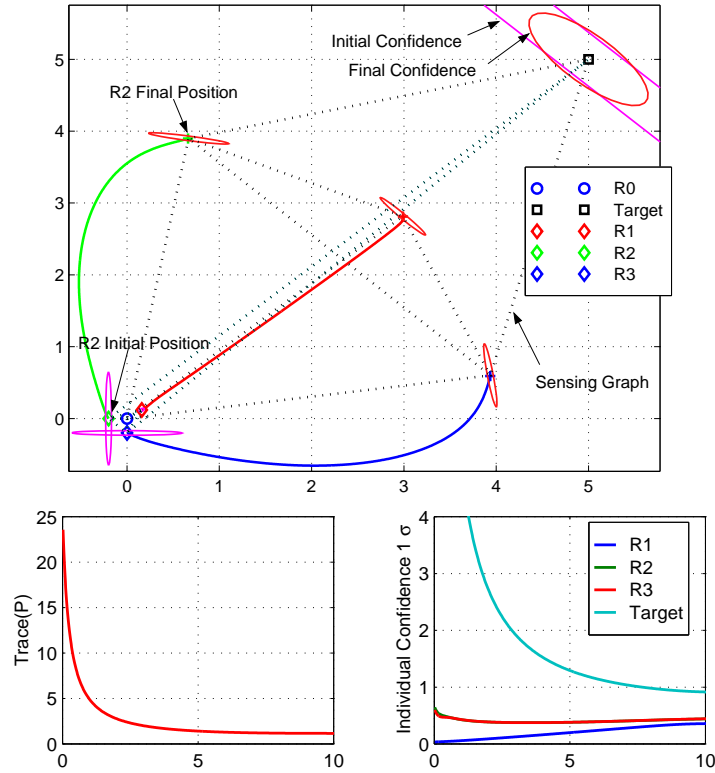 5
4
3
2
1
0
0
1
2
3
4
5
Initial Confidence
Final Confidence
R2 Final Position
R2 Initial Position
Sensing Graph
R0
Target
R1
R2
R3
25
20
15
10
5
0
0
5
10
Trace(P)
4
3
2
1
0
0
5
10
Individual Confidence 1 σ
R1
R2
R3
Target